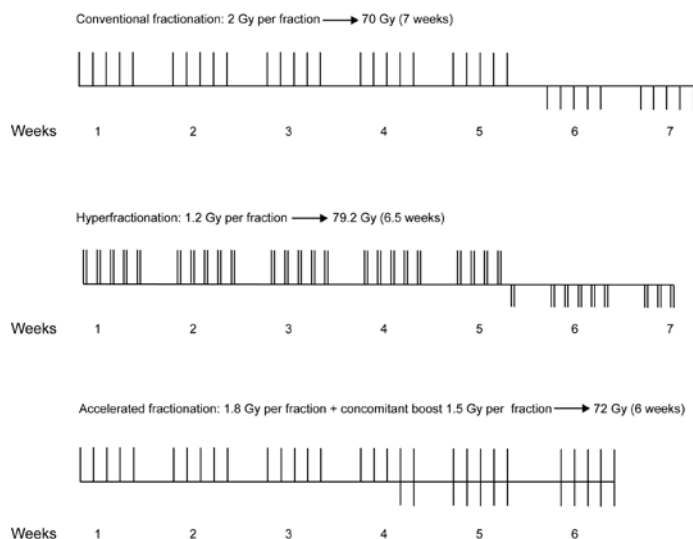 Conventional fractionation: 2 Gy per fraction → 70 Gy (7 weeks)
Weeks 1 2 3 4 5 6 7
Hyperfractionation: 1.2 Gy per fraction → 79.2 Gy (6.5 weeks)
Weeks 1 2 3 4 5 6 7
Accelerated fractionation: 1.8 Gy per fraction + concomitant boost 1.5 Gy per fraction → 72 Gy (6 weeks)
Weeks 1 2 3 4 5 6